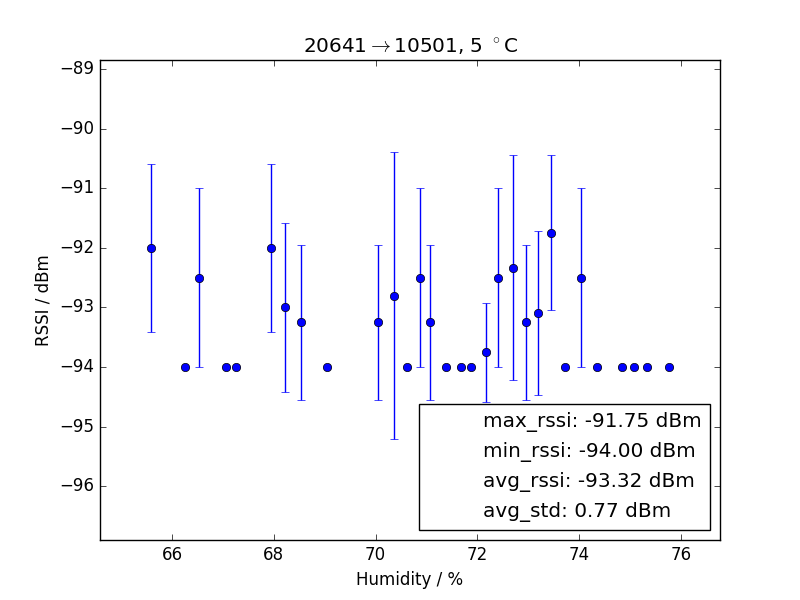 20641→10501, 5 °C
−89
−90
−91
−92
−93
−94
−95
−96
RSSI / dBm
max_rssi: -91.75 dBm
min_rssi: -94.00 dBm
avg_rssi: -93.32 dBm
avg_std: 0.77 dBm
66 68 70 72 74 76
Humidity / %